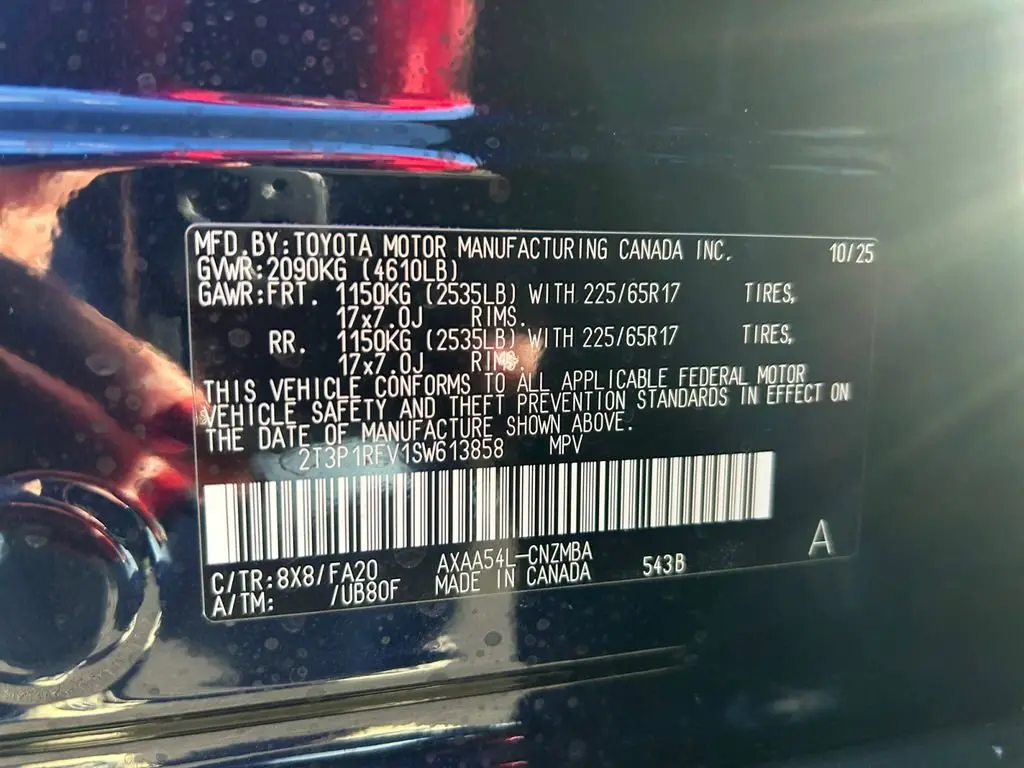 MFD.BY:TOYOTA MOTOR MANUFACTURING CANADA INC. 10/25
GVWR:2090KG (4610LB)
GAWR:FRT. 1150KG (2535LB) WITH 225/65R17 TIRES,
17x7.0J RIMS.
RR. 1150KG (2535LB) WITH 225/65R17 TIRES,
17x7.0J RIMS.
THIS VEHICLE CONFORMS TO ALL APPLICABLE FEDERAL MOTOR
VEHICLE SAFETY AND THEFT PREVENTION STANDARDS IN EFFECT ON
THE DATE OF MANUFACTURE SHOWN ABOVE.
2T3P1RFV1SW613858 MPV
C/TR:8X8/FA20 AXAA54L-CNZMBA 543B A
A/TM: /UB80F MADE IN CANADA